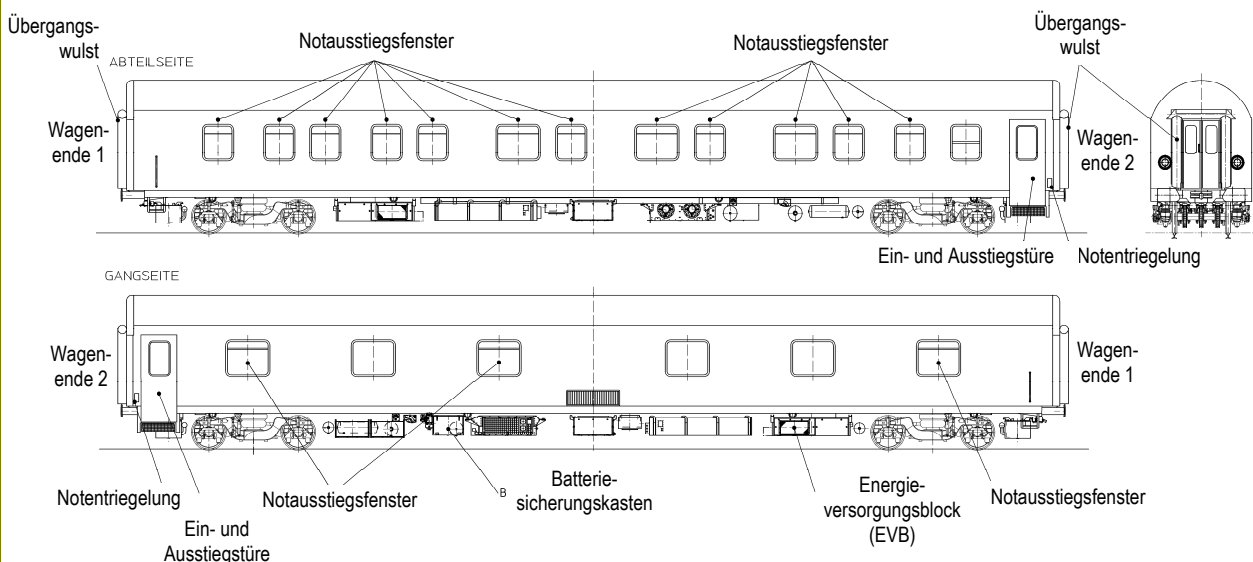 Übergangs-
wulst
Notausstiegsfenster
Notausstiegsfenster
Übergangs-
wulst
ABTEILSEITE
Wagen-
ende 1
Wagen-
ende 2
Ein- und Ausstiegstüre
Notentriegelung
GANGSEITE
Wagen-
ende 2
Wagen-
ende 1
Notentriegelung
Ein- und
Ausstiegstüre
Notausstiegsfenster
B
Batterie-
sicherungskasten
Energie-
versorgungsblock
(EVB)
Notausstiegsfenster